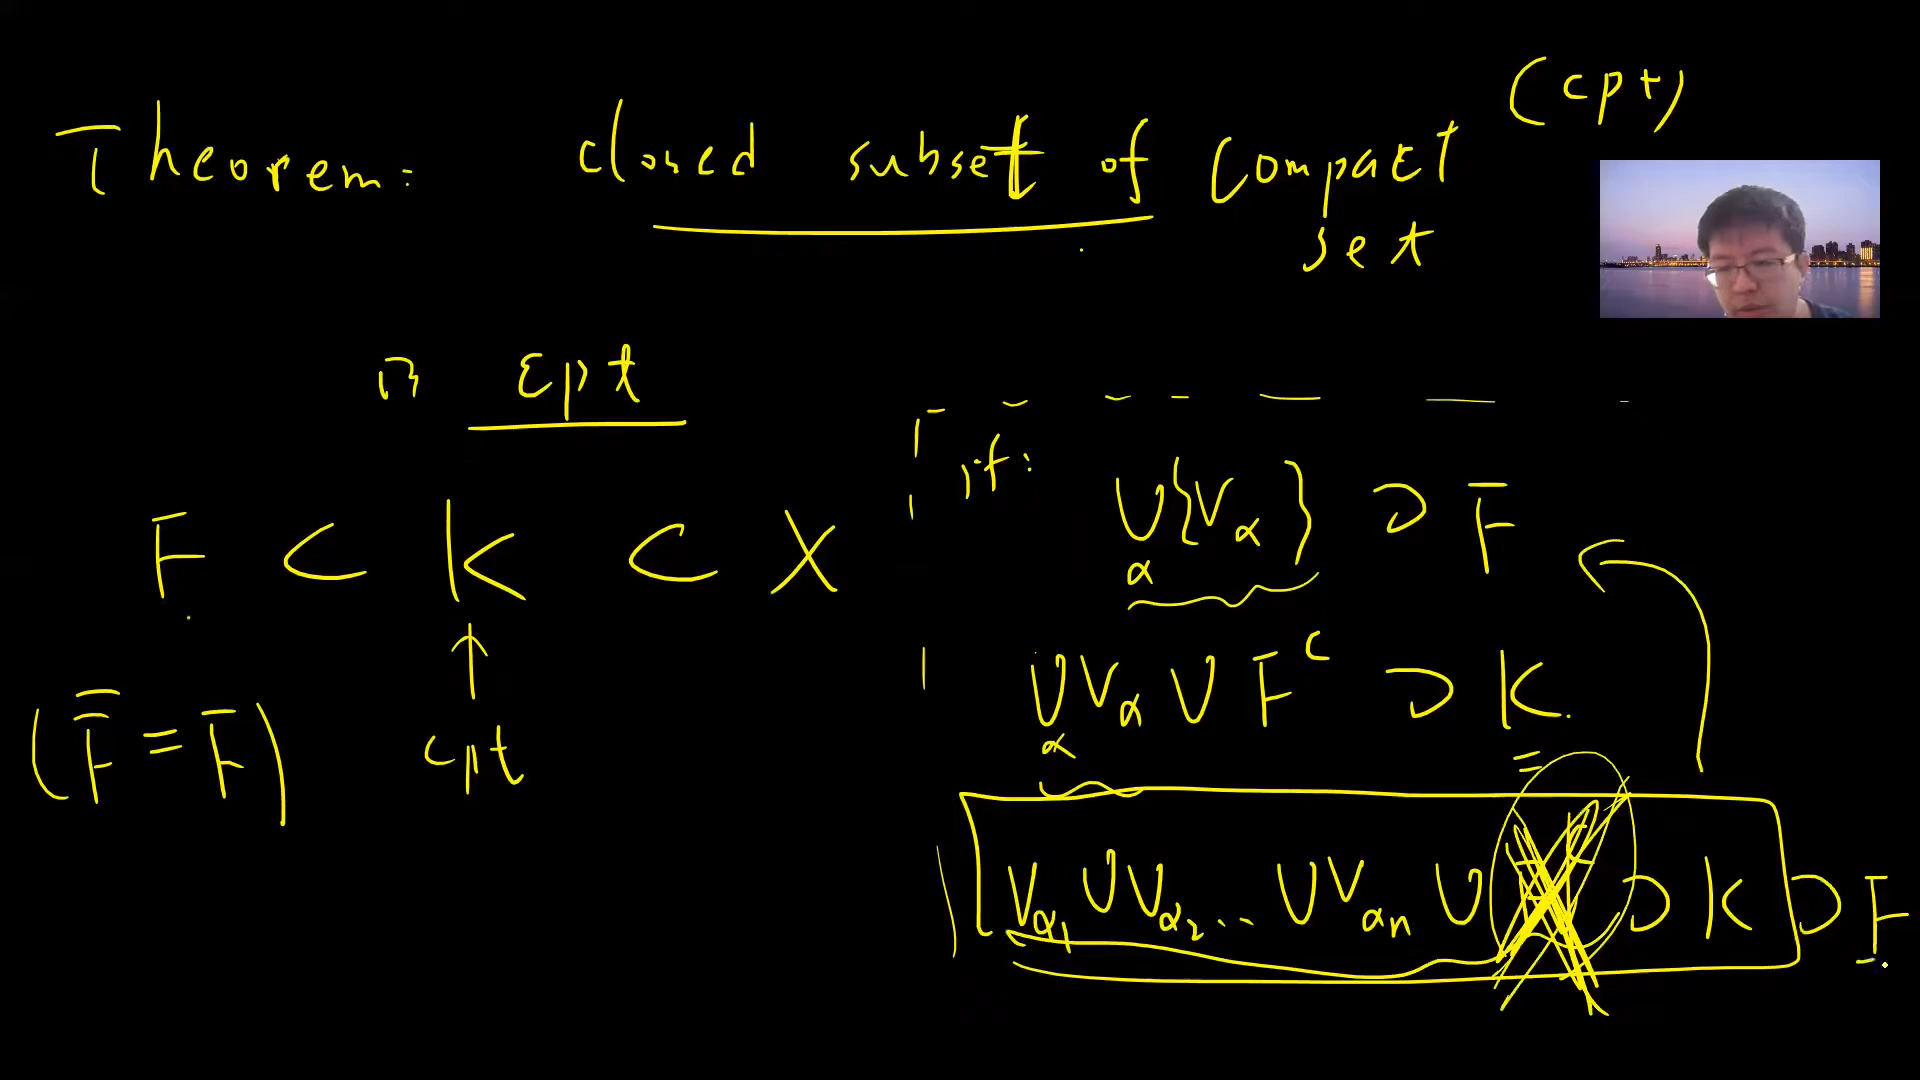 Theorem: closed subset of compact (cpt)
set
is cpt
F ⊂ K ⊂ X
↑
(F̄ = F) cpt
pf:
∪{Vα} ⊃ F
α
∪Vα ∪ Fᶜ ⊃ K.
α
Vα₁ ∪ Vα₂ ... ∪ Vαn ∪ ⊃ K ⊃ F